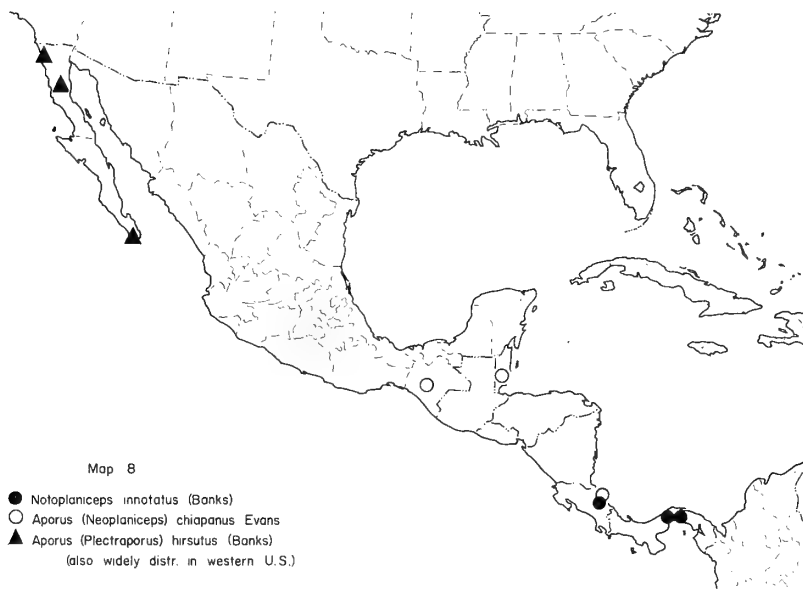 Map 8
Notoplaniceps innotatus (Banks)
Aporus (Neoplaniceps) chiapanus Evans
Aporus (Plectraporus) hirsutus (Banks)
(also widely distr. in western U.S.)